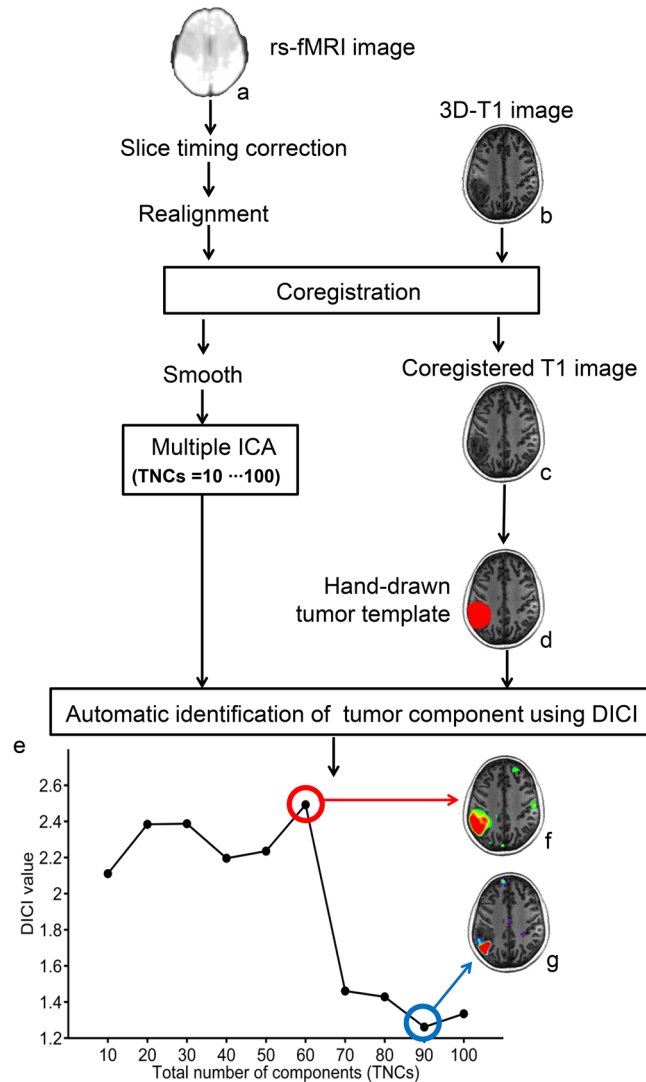 rs-fMRI image
a
3D-T1 image
Slice timing correction
b
Realignment
Coregistration
Smooth
Coregistered T1 image
Multiple ICA
(TNCs =10 ···100)
c
Hand-drawn
tumor template
d
Automatic identification of tumor component using DICI
e
2.6
2.4
2.2
2
1.8
1.6
1.4
1.2
DICI value
f
g
10 20 30 40 50 60 70 80 90 100
Total number of components (TNCs)